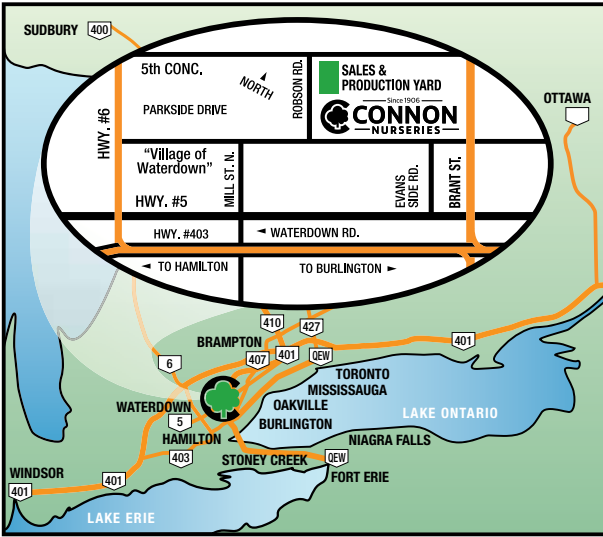 SUDBURY
400
5th CONC.
NORTH
ROBSON RD.
SALES &
PRODUCTION YARD
Since 1906
CONNON
NURSERIES
OTTAWA
HWY. #6
PARKSIDE DRIVE
"Village of
Waterdown"
MILL ST. N.
EVANS
SIDE RD.
BRANT ST.
HWY. #5
HWY. #403
◄ WATERDOWN RD.
◄ TO HAMILTON
TO BURLINGTON ►
410
427
401
BRAMPTON
6
407
401
QEW
TORONTO
MISSISSAUGA
WATERDOWN
OAKVILLE
LAKE ONTARIO
5
BURLINGTON
HAMILTON
NIAGRA FALLS
403
STONEY CREEK
QEW
WINDSOR
FORT ERIE
401
401
LAKE ERIE